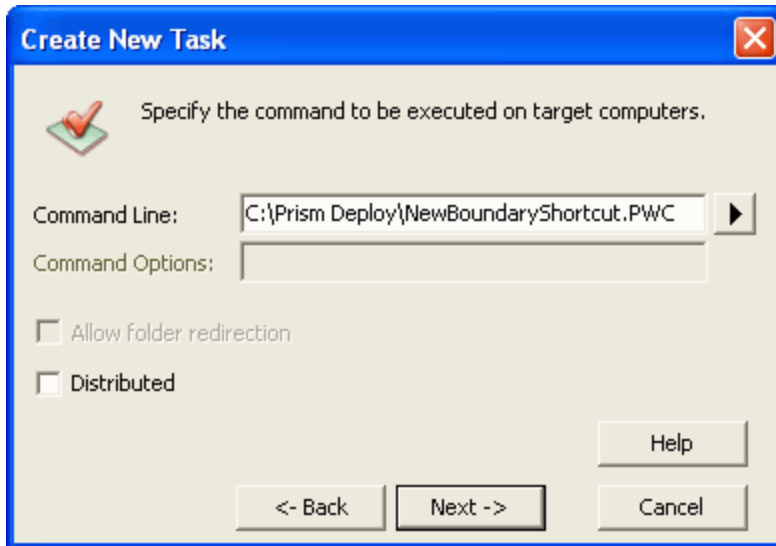 Create New Task
Specify the command to be executed on target computers.
Command Line: C:\Prism Deploy\NewBoundaryShortcut.PWC
Command Options:
Allow folder redirection
Distributed
Help
<- Back Next -> Cancel